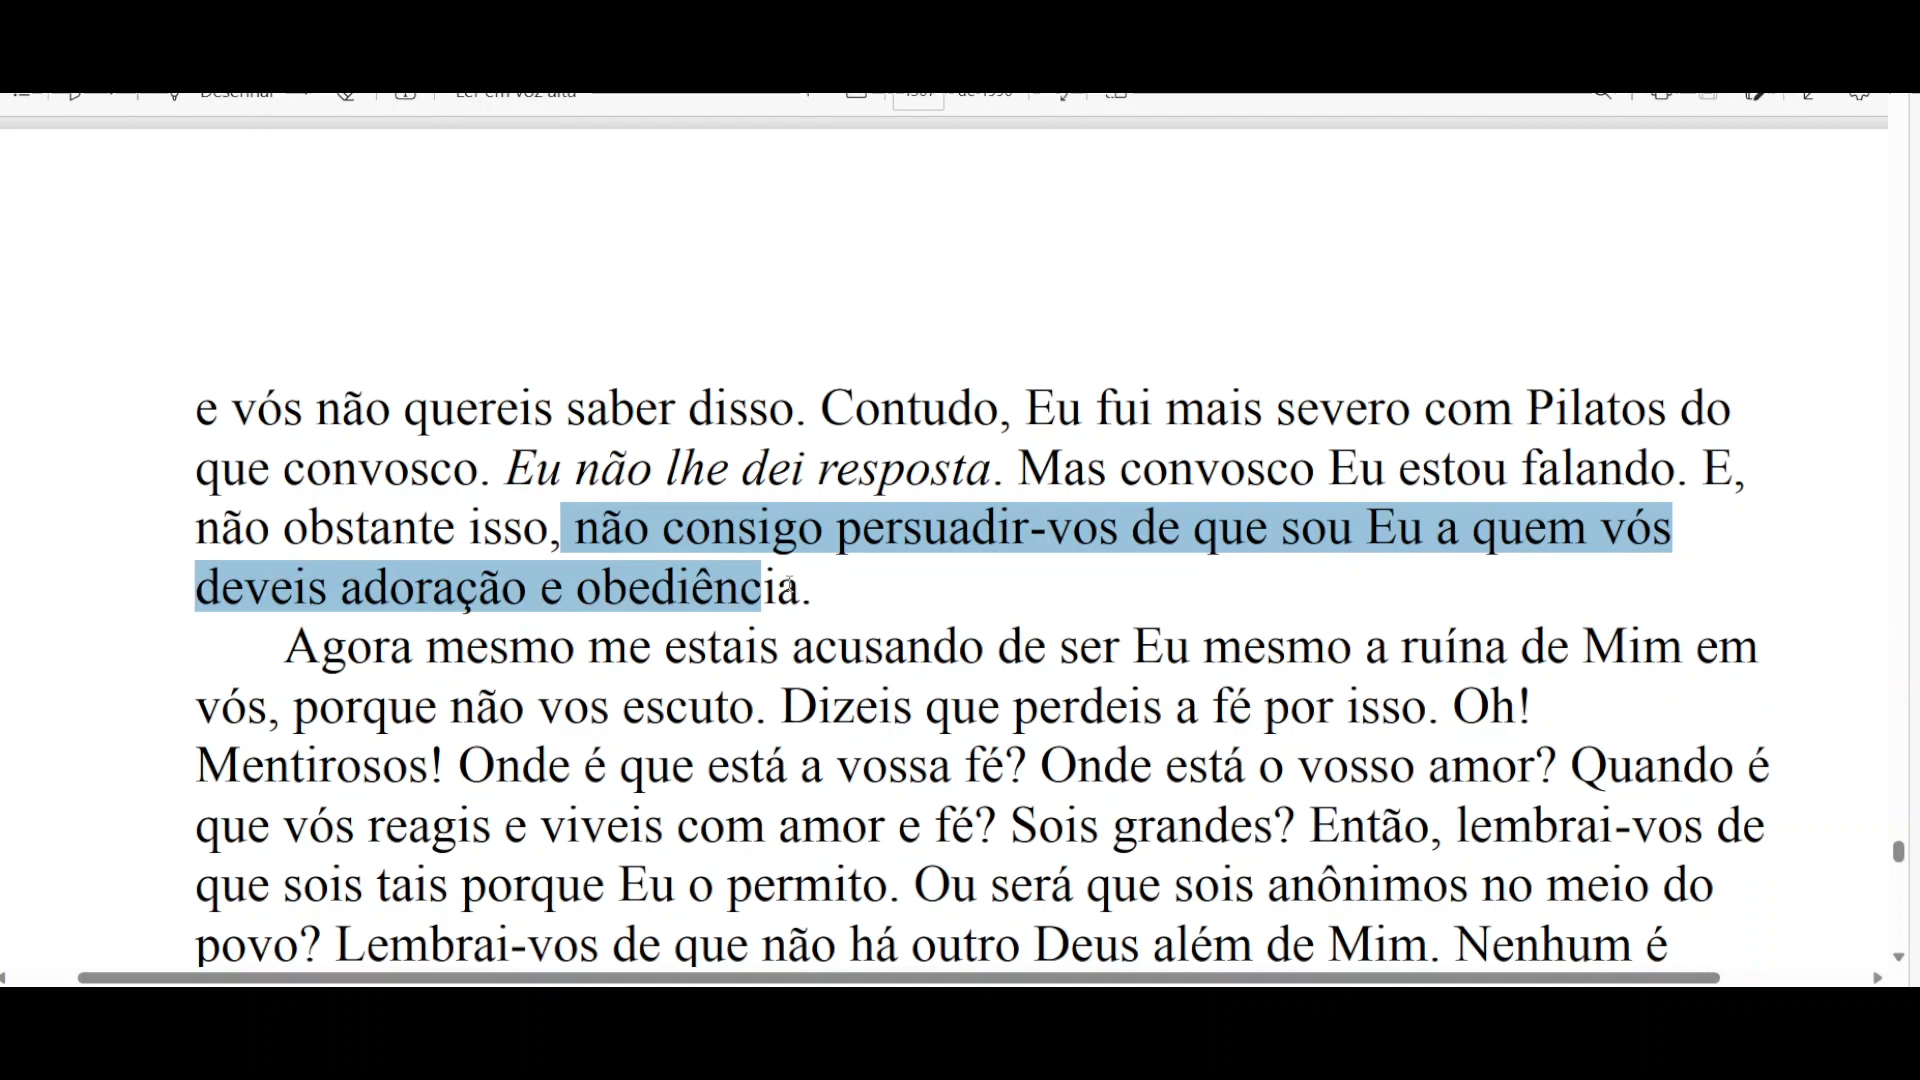 Desenhar Ler em voz alta
e vós não quereis saber disso. Contudo, Eu fui mais severo com Pilatos do
que convosco. Eu não lhe dei resposta. Mas convosco Eu estou falando. E,
não obstante isso, não consigo persuadir-vos de que sou Eu a quem vós
deveis adoração e obediência.
Agora mesmo me estais acusando de ser Eu mesmo a ruína de Mim em
vós, porque não vos escuto. Dizeis que perdeis a fé por isso. Oh!
Mentirosos! Onde é que está a vossa fé? Onde está o vosso amor? Quando é
que vós reagis e viveis com amor e fé? Sois grandes? Então, lembrai-vos de
que sois tais porque Eu o permito. Ou será que sois anônimos no meio do
povo? Lembrai-vos de que não há outro Deus além de Mim. Nenhum é